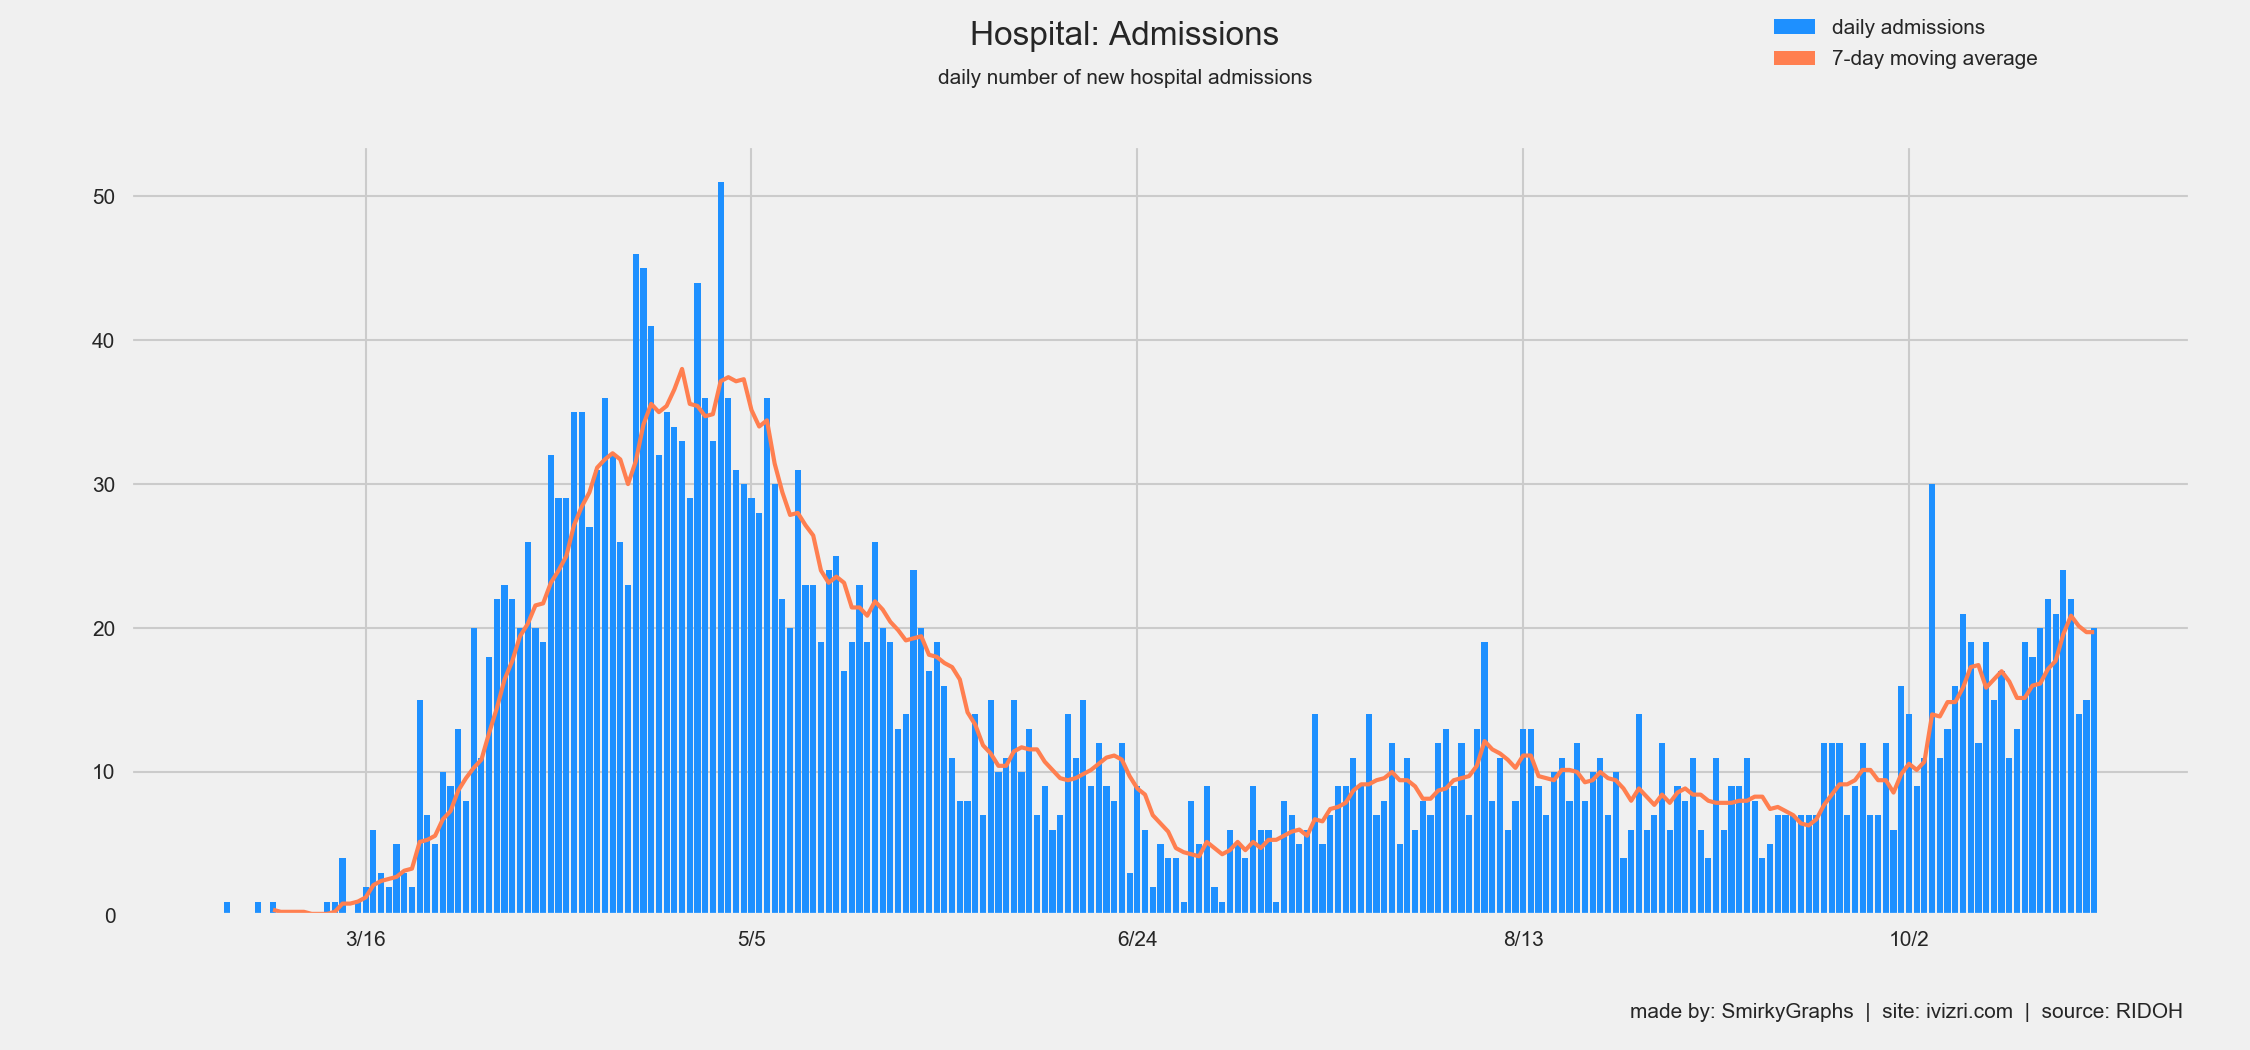 Hospital: Admissions
daily number of new hospital admissions
daily admissions
7-day moving average
50
40
30
20
10
0
3/16 5/5 6/24 8/13 10/2
made by: SmirkyGraphs | site: ivizri.com | source: RIDOH